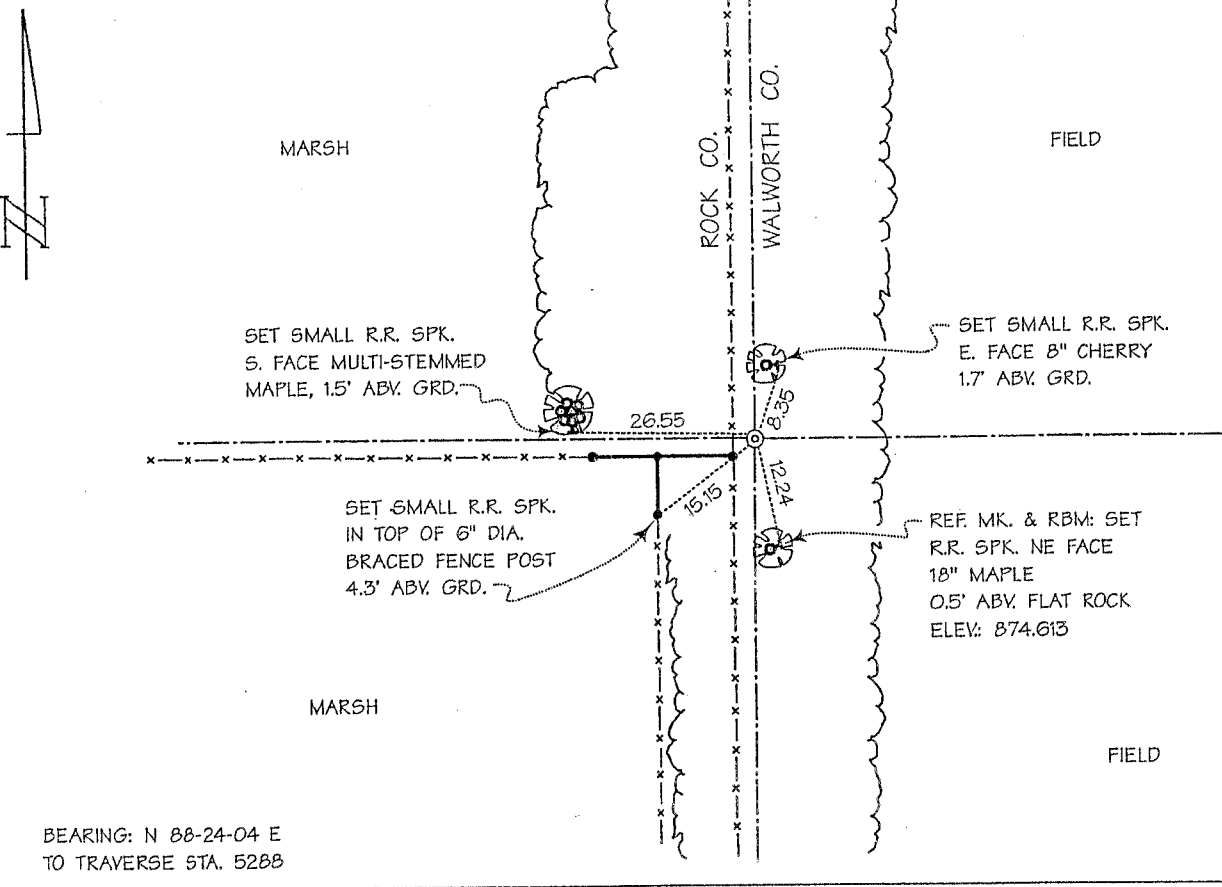 N
MARSH
ROCK CO.
WALWORTH CO.
FIELD
SET SMALL R.R. SPK.
S. FACE MULTI-STEMMED
MAPLE, 1.5' ABV. GRD.
SET SMALL R.R. SPK.
E. FACE 8" CHERRY
1.7' ABV. GRD.
26.55
8.35
15.15
12.24
SET SMALL R.R. SPK.
IN TOP OF 6" DIA.
BRACED FENCE POST
4.3' ABV. GRD.
REF. MK. & RBM: SET
R.R. SPK. NE FACE
18" MAPLE
0.5' ABV. FLAT ROCK
ELEV.: 874.613
MARSH
FIELD
BEARING: N 88-24-04 E
TO TRAVERSE STA. 5288